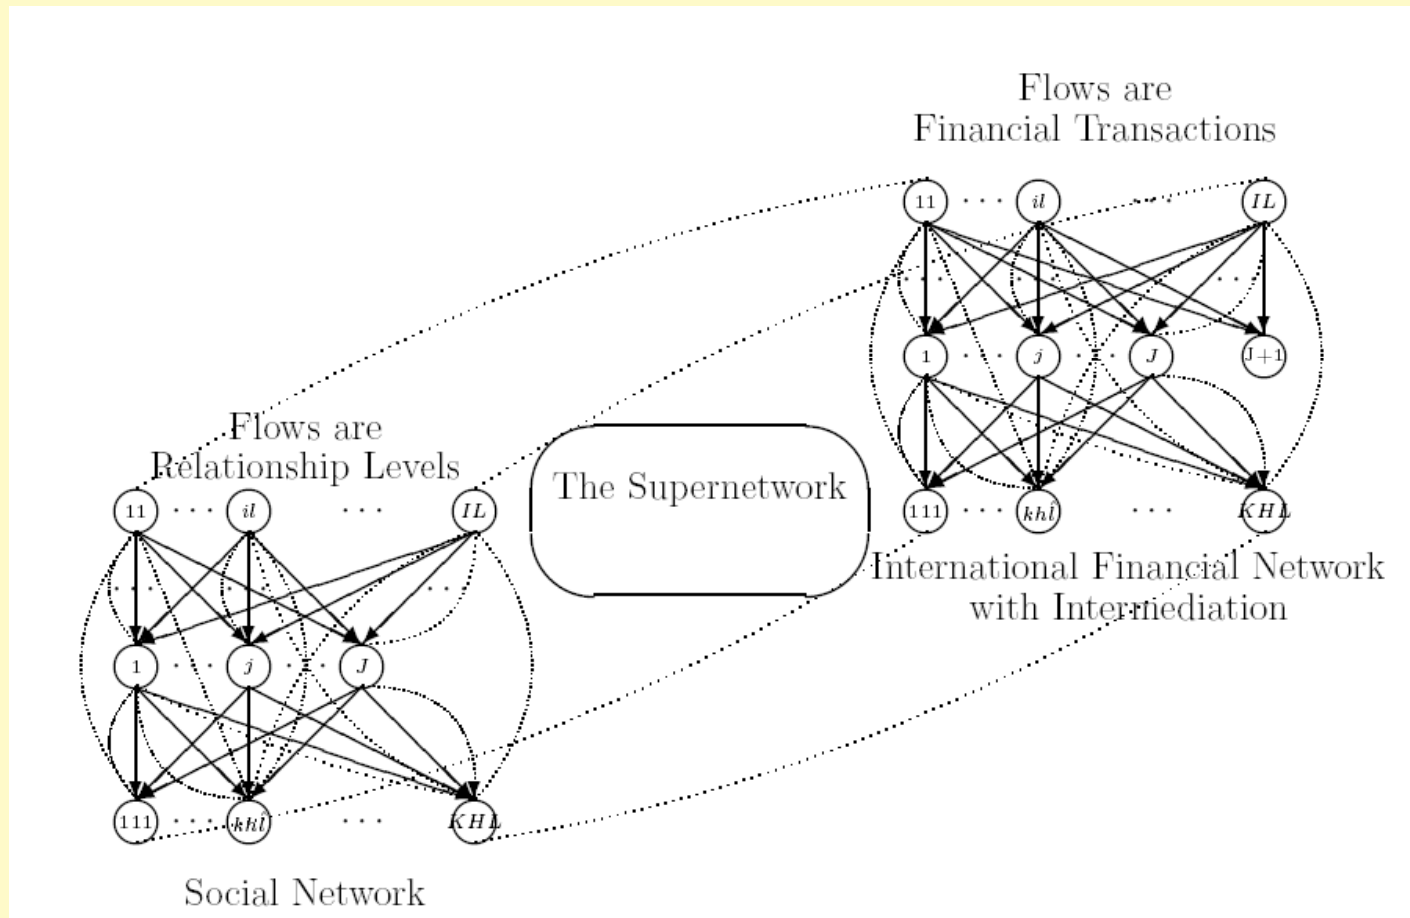 Flows are
Financial Transactions
11 · · · il · · · IL
1 · · · j · · · J J+1
111 · · · khl̂ · · · KHL
International Financial Network
with Intermediation
The Supernetwork
Flows are
Relationship Levels
11 · · · il · · · IL
1 · · · j · · · J
111 · · · khl̂ · · · KHL
Social Network